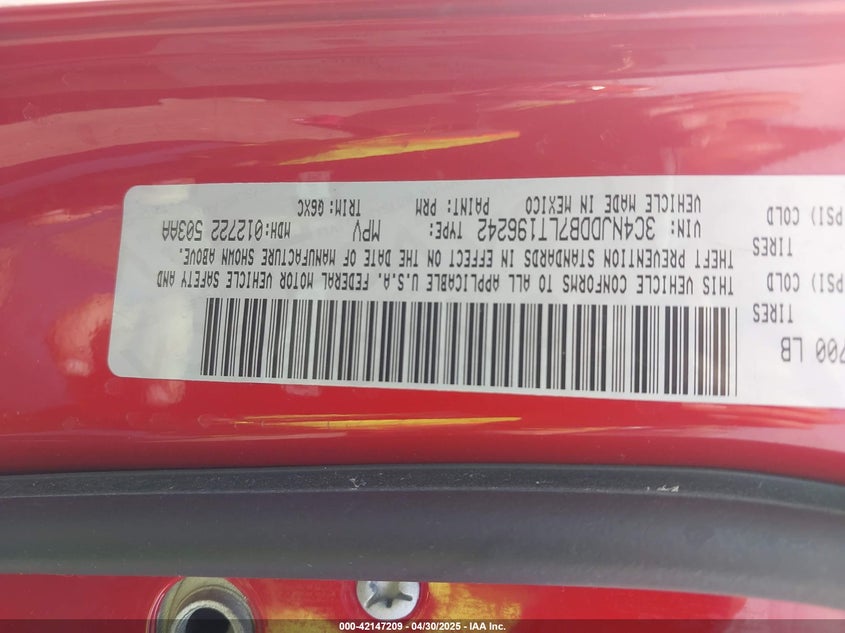 700 LB
TIRES
PSI) COLD
TIRES
PSI) COLD
THIS VEHICLE CONFORMS TO ALL APPLICABLE U.S.A. FEDERAL MOTOR VEHICLE SAFETY AND
THEFT PREVENTION STANDARDS IN EFFECT ON THE DATE OF MANUFACTURE SHOWN ABOVE.
VIN: 3C4NJDDB7LT196242 TYPE: MPV MDH:012722 503AA
VEHICLE MADE IN MEXICO PAINT: PRM TRIM: G6XC
000-42147209 - 04/30/2025 - IAA Inc.